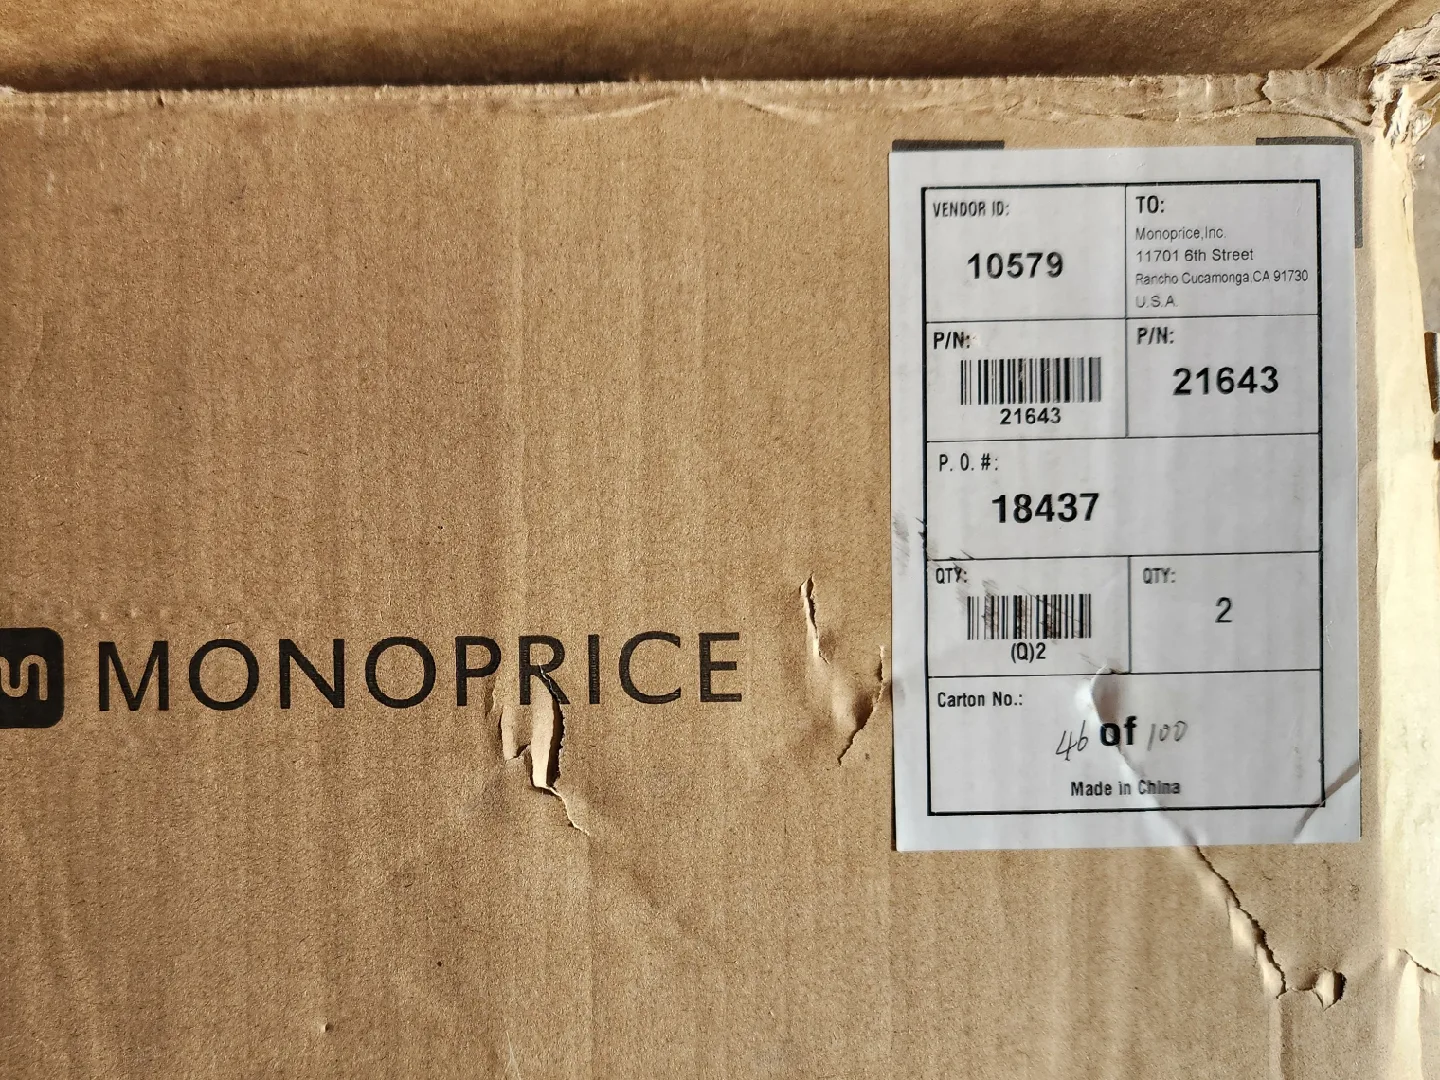 MONOPRICE
VENDOR ID:
10579
TO:
Monoprice,Inc.
11701 6th Street
Rancho Cucamonga,CA 91730
U.S.A.
P/N:
21643
P/N:
21643
P. O. #:
18437
QTY:
(Q)2
QTY:
2
Carton No.:
46 of 100
Made in China